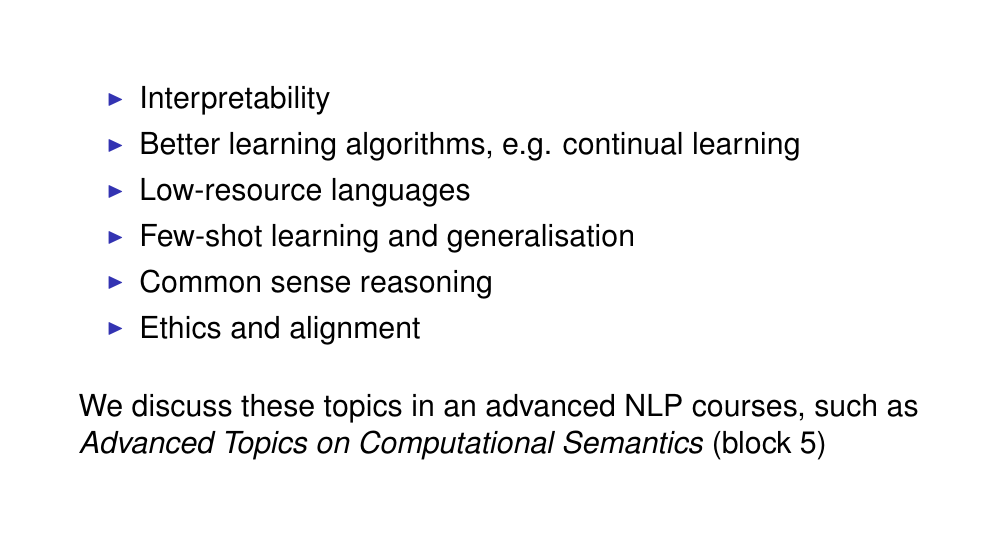 ▶ Interpretability
▶ Better learning algorithms, e.g. continual learning
▶ Low-resource languages
▶ Few-shot learning and generalisation
▶ Common sense reasoning
▶ Ethics and alignment
We discuss these topics in an advanced NLP courses, such as
Advanced Topics on Computational Semantics (block 5)